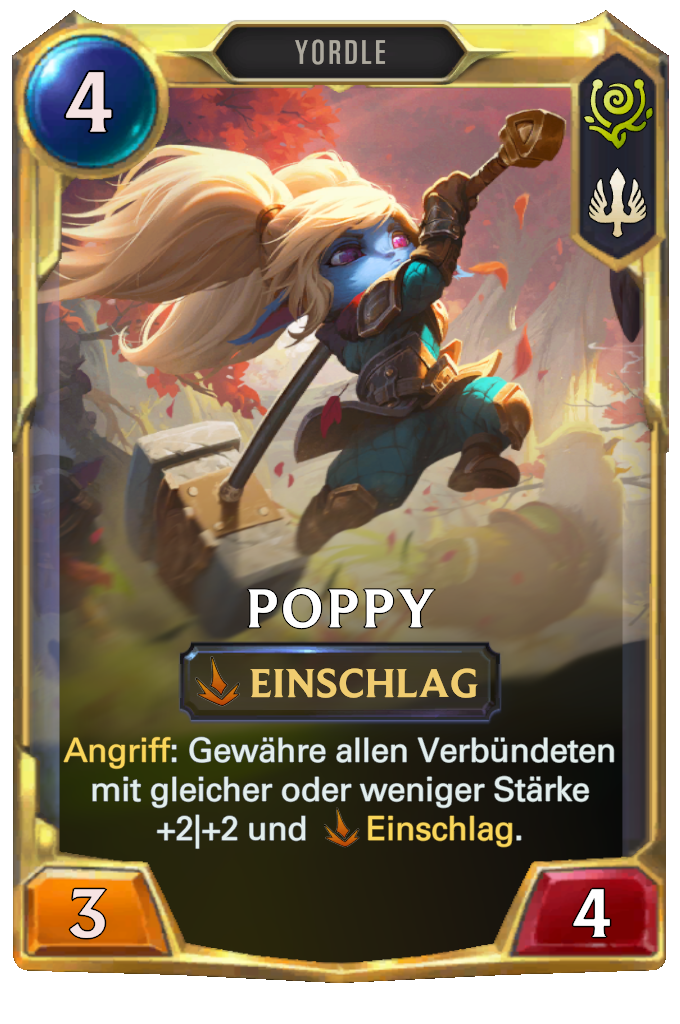 YORDLE
4
POPPY
EINSCHLAG
Angriff: Gewähre allen Verbündeten
mit gleicher oder weniger Stärke
+2|+2 und Einschlag.
3
4